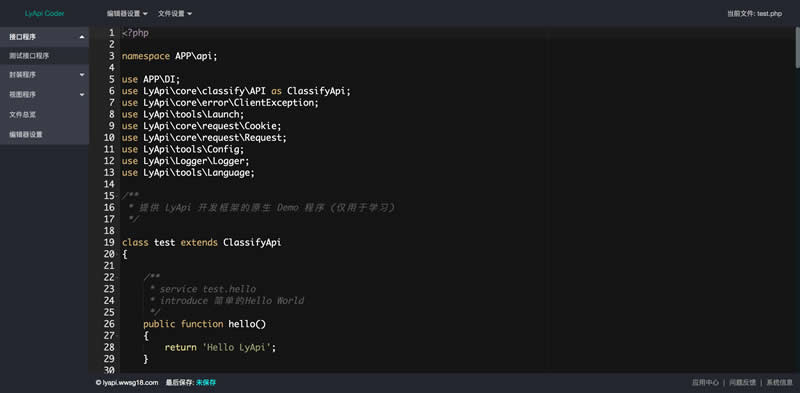 LyApi Coder
编辑器设置 文件设置 当前文件: test.php
接口程序
测试接口程序
封装程序
视图程序
文件总览
编辑器设置
1 <?php
2
3 namespace APP\api;
4
5 use APP\DI;
6 use LyApi\core\classify\API as ClassifyApi;
7 use LyApi\core\error\ClientException;
8 use LyApi\tools\Launch;
9 use LyApi\core\request\Cookie;
10 use LyApi\core\request\Request;
11 use LyApi\tools\Config;
12 use LyApi\Logger\Logger;
13 use LyApi\tools\Language;
14
15 /**
16 * 提供 LyApi 开发框架的原生 Demo 程序 (仅用于学习)
17 */
18
19 class test extends ClassifyApi
20 {
21
22 /**
23 * service test.hello
24 * introduce 简单的Hello World
25 */
26 public function hello()
27 {
28 return 'Hello LyApi';
29 }
30
© lyapi.wwsg18.com 最后保存: 未保存 应用中心 | 问题反馈 | 系统信息